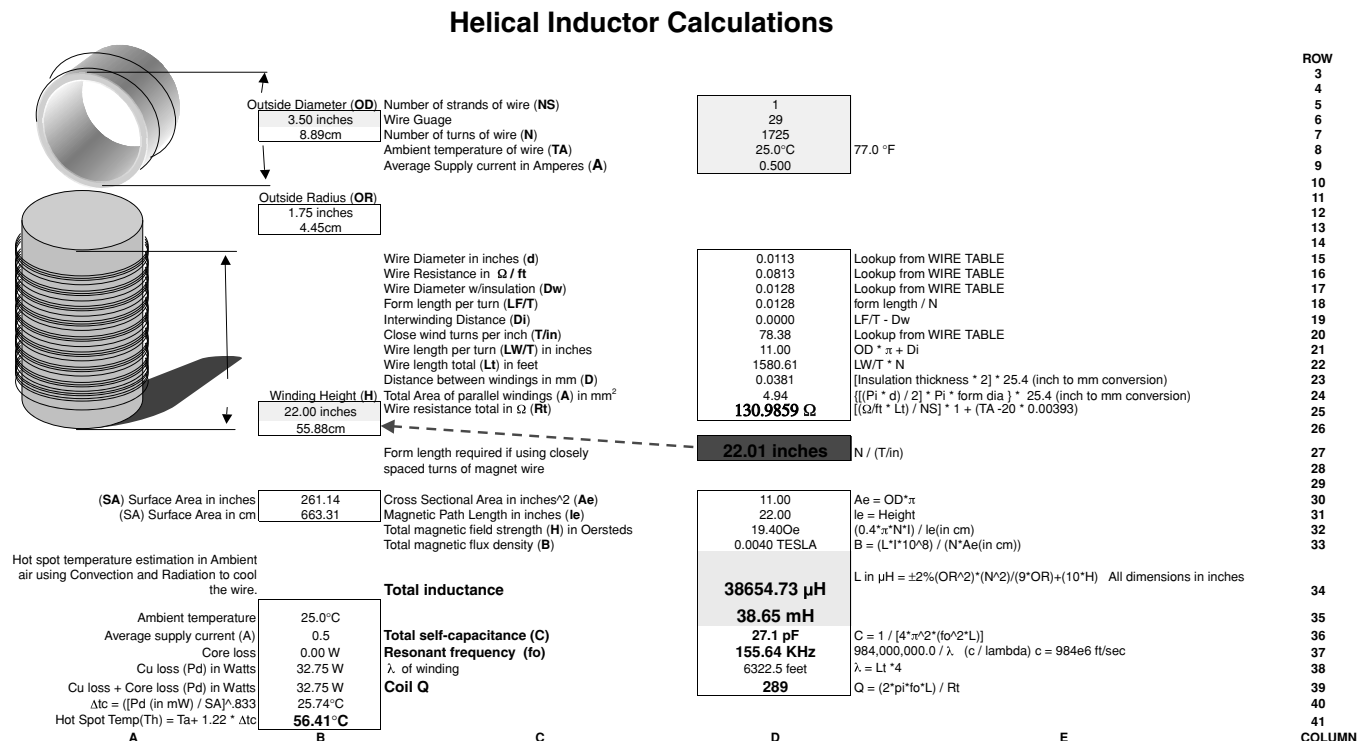 Helical Inductor Calculations
ROW
3
4
Outside Diameter (OD) Number of strands of wire (NS) 1 5
3.50 inches Wire Guage 29 6
8.89cm Number of turns of wire (N) 1725 7
Ambient temperature of wire (TA) 25.0°C 77.0 °F 8
Average Supply current in Amperes (A) 0.500 9
10
Outside Radius (OR) 11
1.75 inches 12
4.45cm 13
14
Wire Diameter in inches (d) 0.0113 Lookup from WIRE TABLE 15
Wire Resistance in Ω / ft 0.0813 Lookup from WIRE TABLE 16
Wire Diameter w/insulation (Dw) 0.0128 Lookup from WIRE TABLE 17
Form length per turn (LF/T) 0.0128 form length / N 18
Interwinding Distance (Di) 0.0000 LF/T - Dw 19
Close wind turns per inch (T/in) 78.38 Lookup from WIRE TABLE 20
Wire length per turn (LW/T) in inches 11.00 OD * π + Di 21
Wire length total (Lt) in feet 1580.61 LW/T * N 22
Distance between windings in mm (D) 0.0381 [Insulation thickness * 2] * 25.4 (inch to mm conversion) 23
Winding Height (H) Total Area of parallel windings (A) in mm² 4.94 {[(Pi * d) / 2] * Pi * form dia } * 25.4 (inch to mm conversion) 24
22.00 inches Wire resistance total in Ω (Rt) 130.9859 Ω [(Ω/ft * Lt) / NS] * 1 + (TA -20 * 0.00393) 25
55.88cm 26
Form length required if using closely 22.01 inches N / (T/in) 27
spaced turns of magnet wire 28
29
(SA) Surface Area in inches 261.14 Cross Sectional Area in inches^2 (Ae) 11.00 Ae = OD*π 30
(SA) Surface Area in cm 663.31 Magnetic Path Length in inches (le) 22.00 le = Height 31
Total magnetic field strength (H) in Oersteds 19.40Oe (0.4*π*N*I) / le(in cm) 32
Total magnetic flux density (B) 0.0040 TESLA B = (L*I*10^8) / (N*Ae(in cm)) 33
Hot spot temperature estimation in Ambient
air using Convection and Radiation to cool
the wire. Total inductance 38654.73 µH L in µH = ±2%(OR^2)*(N^2)/(9*OR)+(10*H) All dimensions in inches 34
Ambient temperature 25.0°C 38.65 mH 35
Average supply current (A) 0.5 Total self-capacitance (C) 27.1 pF C = 1 / [4*π^2*(fo^2*L)] 36
Core loss 0.00 W Resonant frequency (fo) 155.64 KHz 984,000,000.0 / λ (c / lambda) c = 984e6 ft/sec 37
Cu loss (Pd) in Watts 32.75 W λ of winding 6322.5 feet λ = Lt *4 38
Cu loss + Core loss (Pd) in Watts 32.75 W Coil Q 289 Q = (2*pi*fo*L) / Rt 39
Δtc = ([Pd (in mW) / SA]^.833 25.74°C 40
Hot Spot Temp(Th) = Ta+ 1.22 * Δtc 56.41°C 41
A B C D E COLUMN